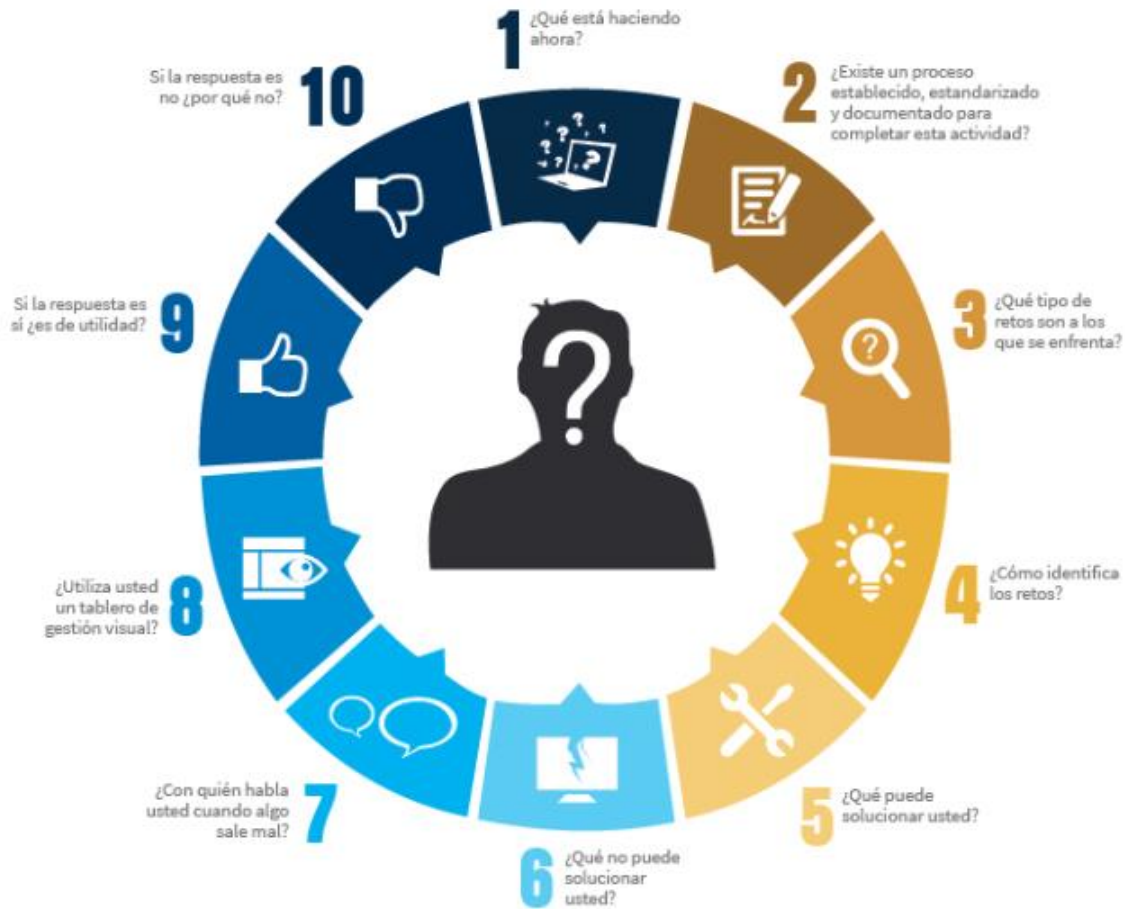 1
¿Qué está haciendo
ahora?
2
¿Existe un proceso
establecido, estandarizado
y documentado para
completar esta actividad?
3
¿Qué tipo de
retos son a los
que se enfrenta?
4
¿Cómo identifica
los retos?
5
¿Qué puede
solucionar usted?
6
¿Qué no puede
solucionar
usted?
7
¿Con quién habla
usted cuando algo
sale mal?
8
¿Utiliza usted
un tablero de
gestión visual?
9
Si la respuesta es
sí ¿es de utilidad?
10
Si la respuesta es
no ¿por qué no?
?